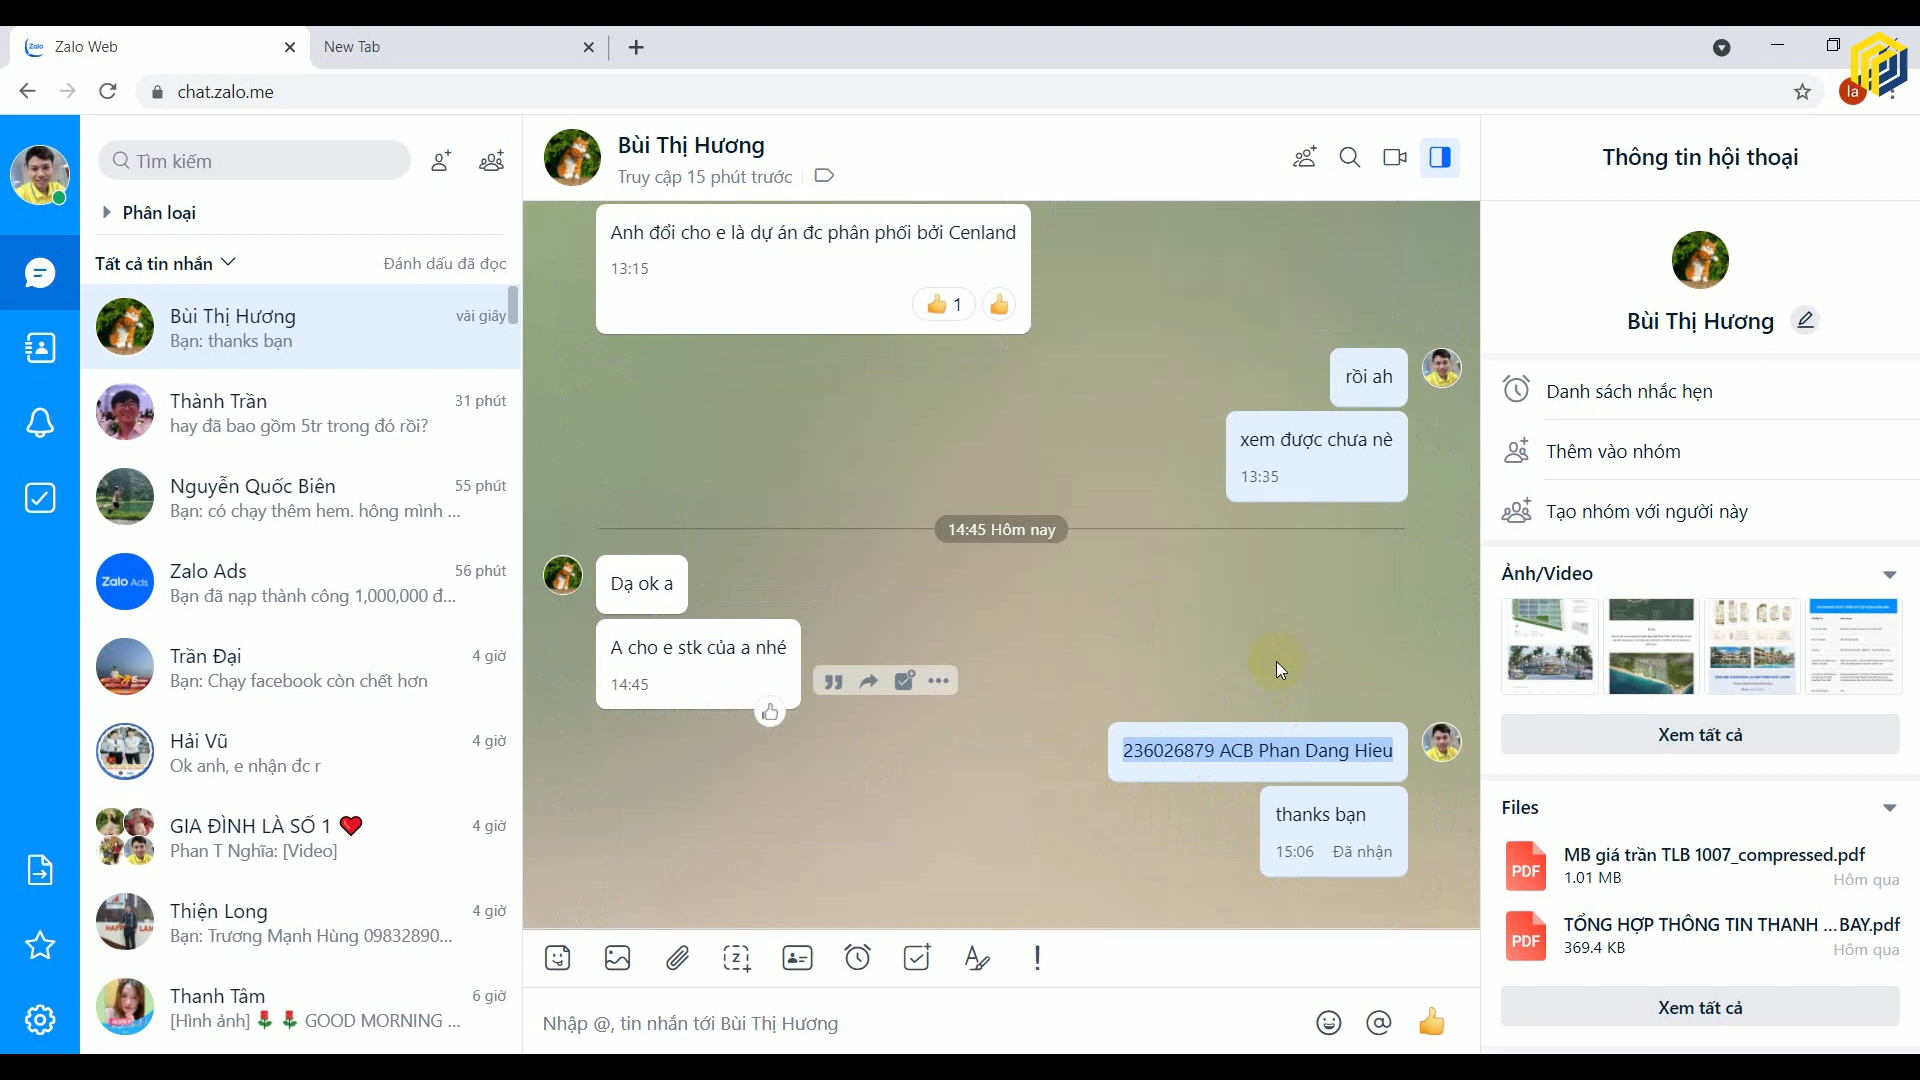 Zalo Web
New Tab
chat.zalo.me
la
Tìm kiếm
Phân loại
Tất cả tin nhắn
Đánh dấu đã đọc
Bùi Thị Hương
vài giây
Bạn: thanks bạn
Thành Trần
31 phút
hay đã bao gồm 5tr trong đó rồi?
Nguyễn Quốc Biên
55 phút
Bạn: có chạy thêm hem. hông mình ...
Zalo Ads
Zalo Ads
56 phút
Bạn đã nạp thành công 1,000,000 đ...
Trần Đại
4 giờ
Bạn: Chạy facebook còn chết hơn
Hải Vũ
4 giờ
Ok anh, e nhận đc r
GIA ĐÌNH LÀ SỐ 1 ❤
4 giờ
Phan T Nghĩa: [Video]
Thiện Long
4 giờ
Bạn: Trương Mạnh Hùng 09832890...
Thanh Tâm
6 giờ
[Hình ảnh] 🌷 🌷 GOOD MORNING ...
Bùi Thị Hương
Truy cập 15 phút trước
Anh đổi cho e là dự án đc phân phối bởi Cenland
13:15
👍 1 👍
rồi ah
xem được chưa nè
13:35
14:45 Hôm nay
Dạ ok a
A cho e stk của a nhé
14:45
236026879 ACB Phan Dang Hieu
thanks bạn
15:06 Đã nhận
Nhập @, tin nhắn tới Bùi Thị Hương
Thông tin hội thoại
Bùi Thị Hương
Danh sách nhắc hẹn
Thêm vào nhóm
Tạo nhóm với người này
Ảnh/Video
Xem tất cả
Files
PDF
MB giá trần TLB 1007_compressed.pdf
1.01 MB
Hôm qua
PDF
TỔNG HỢP THÔNG TIN THANH ...BAY.pdf
369.4 KB
Hôm qua
Xem tất cả